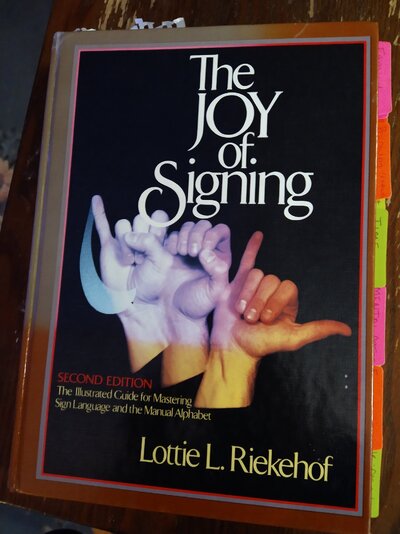 The
JOY
of
Signing
SECOND EDITION
The Illustrated Guide for Mastering
Sign Language and the Manual Alphabet
Lottie L. Riekehof
TIME